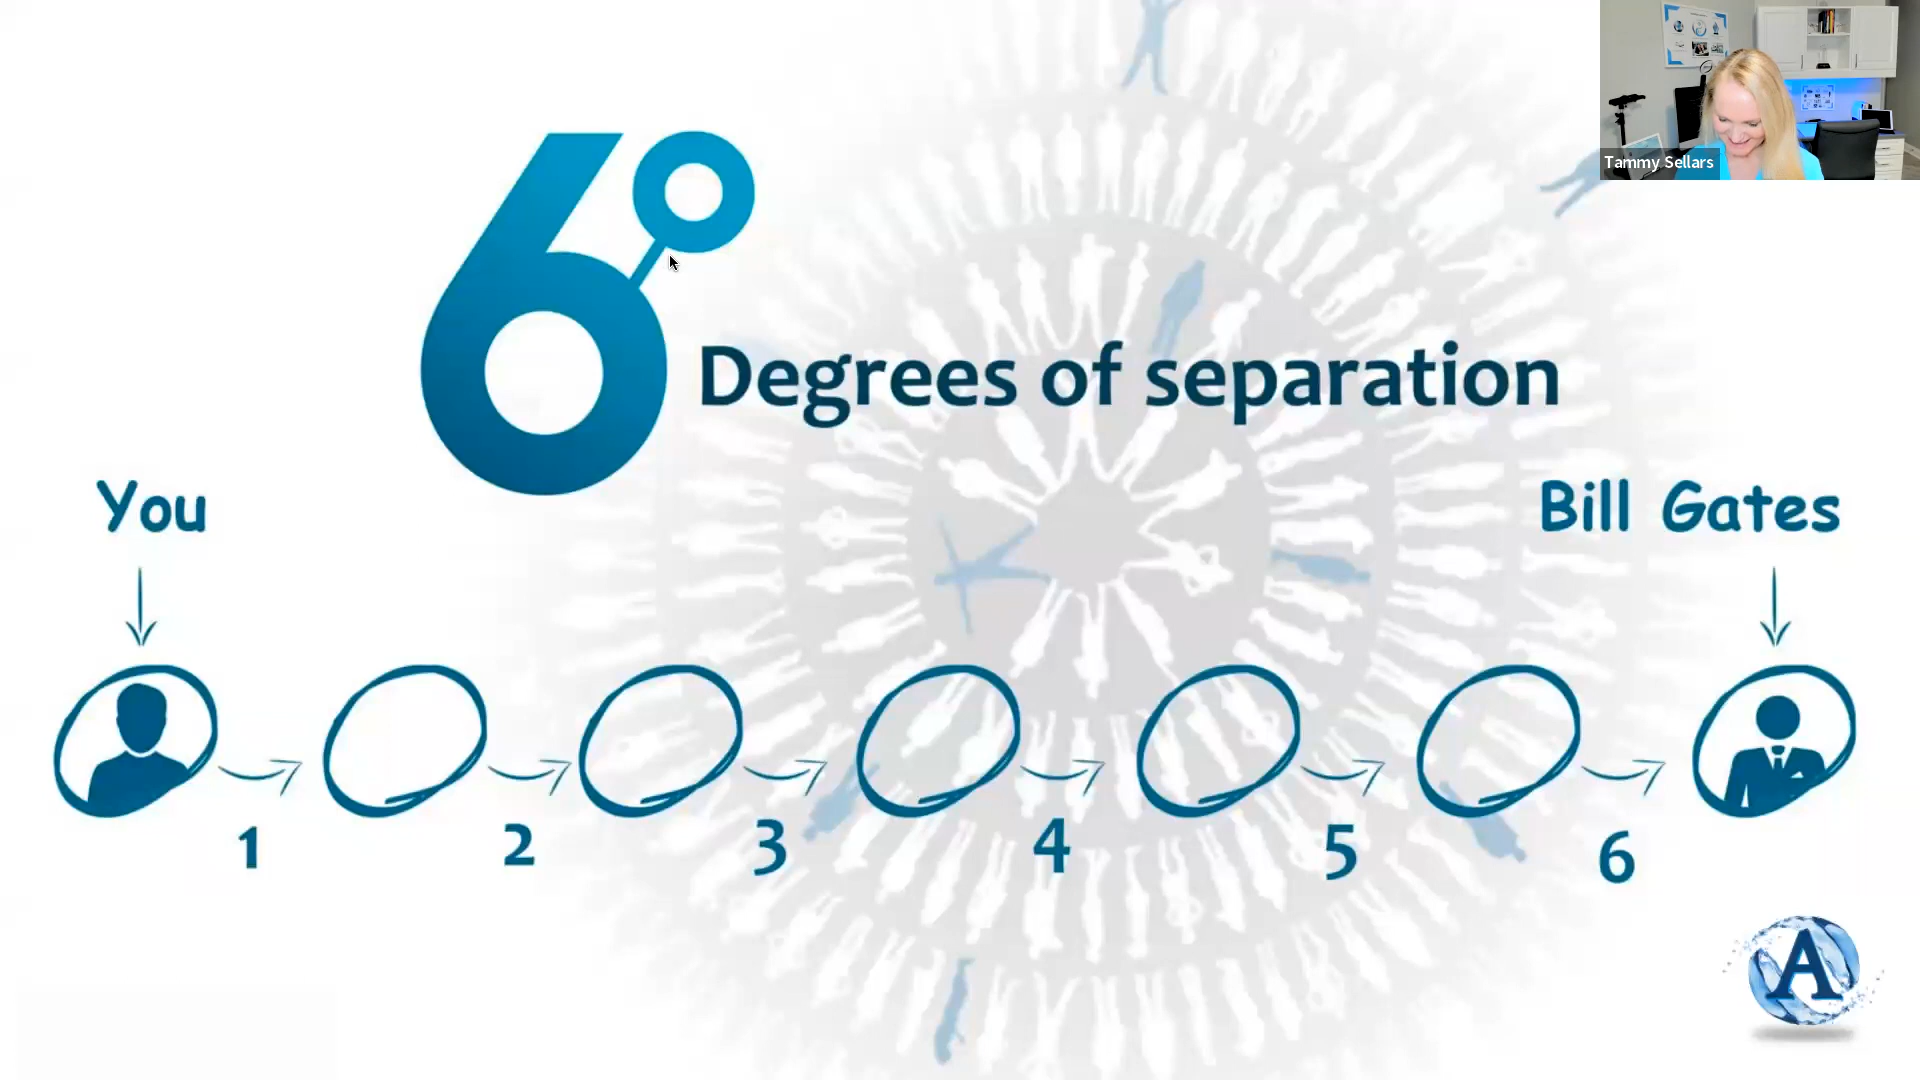 Tammy Sellars
6°
Degrees of separation
You
Bill Gates
1 2 3 4 5 6
A